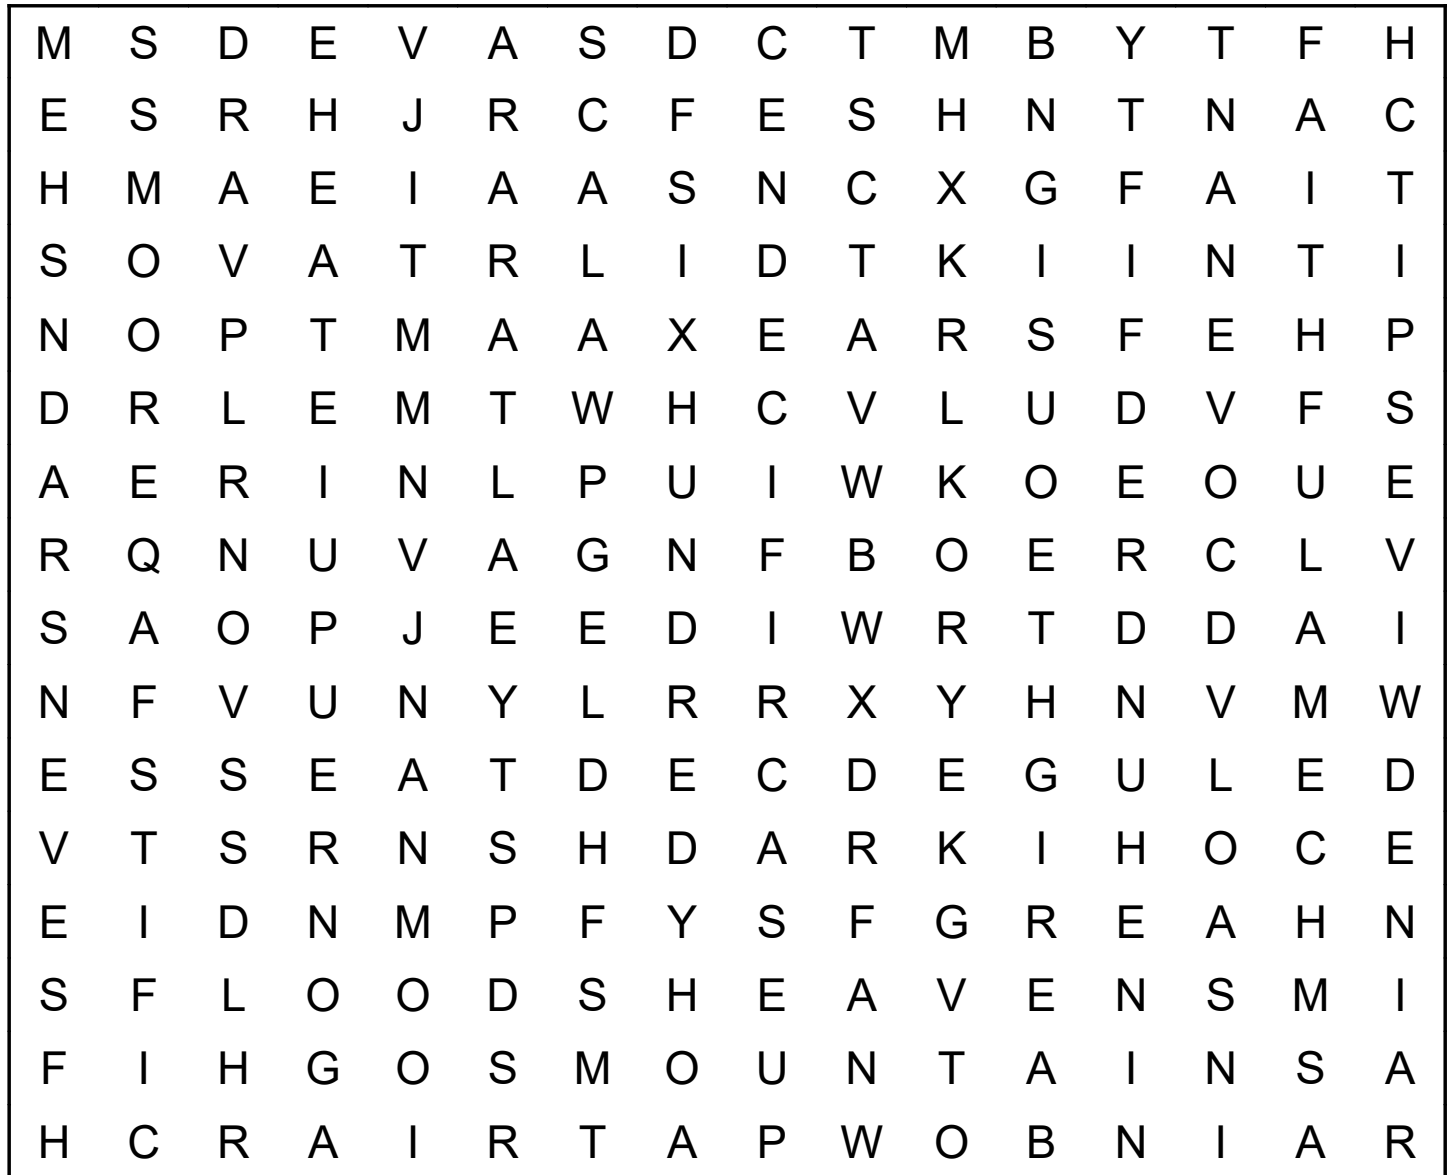 M S D E V A S D C T M B Y T F H
E S R H J R C F E S H N T N A C
H M A E I A A S N C X G F A I T
S O V A T R L I D T K I I N T I
N O P T M A A X E A R S F E H P
D R L E M T W H C V L U D V F S
A E R I N L P U I W K O E O U E
R Q N U V A G N F B O E R C L V
S A O P J E E D I W R T D D A I
N F V U N Y L R R X Y H N V M W
E S S E A T D E C D E G U L E D
V T S R N S H D A R K I H O C E
E I D N M P F Y S F G R E A H N
S F L O O D S H E A V E N S M I
F I H G O S M O U N T A I N S A
H C R A I R T A P W O B N I A R